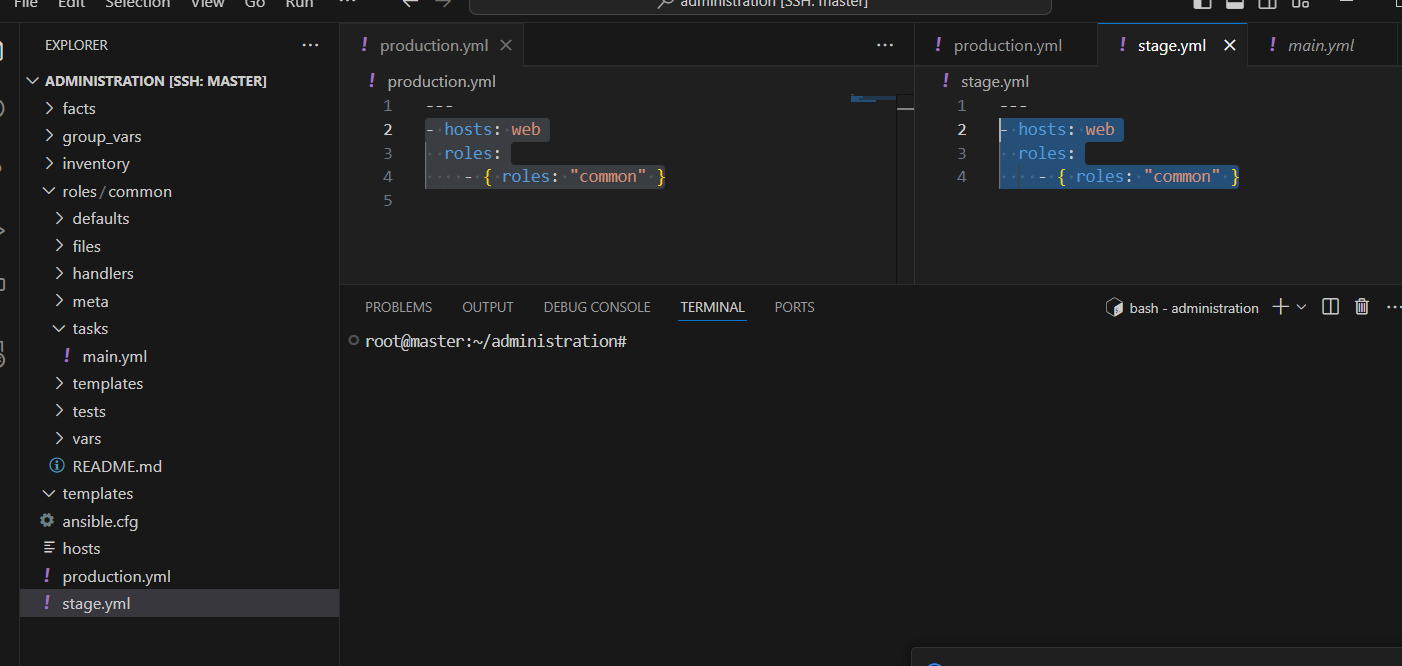 File Edit Selection View Go Run ···
administration [SSH: master]
EXPLORER ···
ADMINISTRATION [SSH: MASTER]
facts
group_vars
inventory
roles/common
defaults
files
handlers
meta
tasks
! main.yml
templates
tests
vars
README.md
templates
ansible.cfg
hosts
! production.yml
! stage.yml
! production.yml
! production.yml
1 ---
2 - hosts: web
3 roles:
4 - { roles: "common" }
5
! production.yml ! stage.yml ! main.yml
! stage.yml
1 ---
2 - hosts: web
3 roles:
4 - { roles: "common" }
PROBLEMS OUTPUT DEBUG CONSOLE TERMINAL PORTS bash - administration
root@master:~/administration#